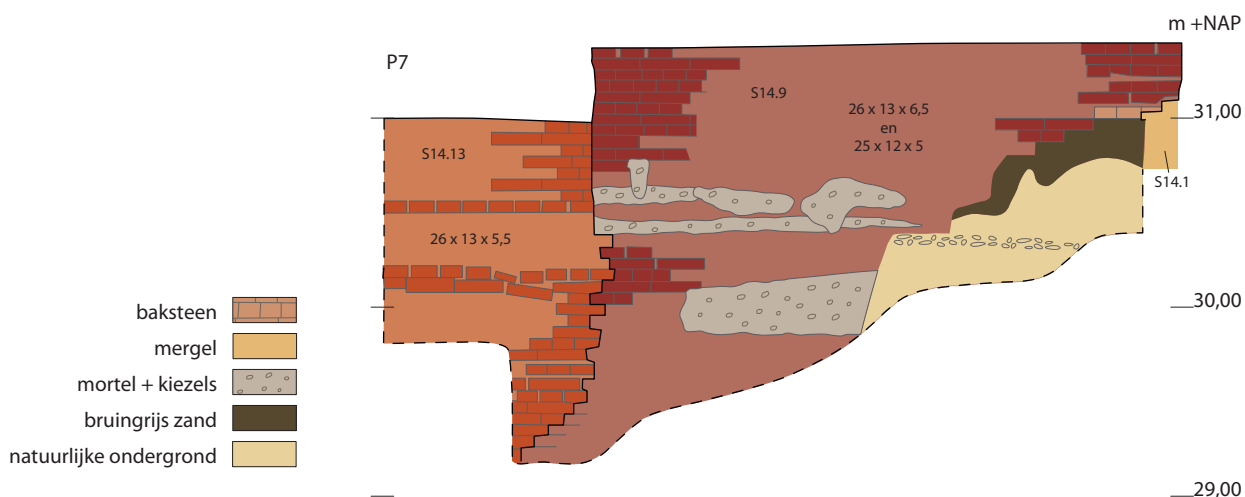 m +NAP
P7
S14.9
26 x 13 x 6,5
en
25 x 12 x 5
31,00
S14.13
S14.1
26 x 13 x 5,5
30,00
baksteen
mergel
mortel + kiezels
bruingrijs zand
natuurlijke ondergrond
29,00